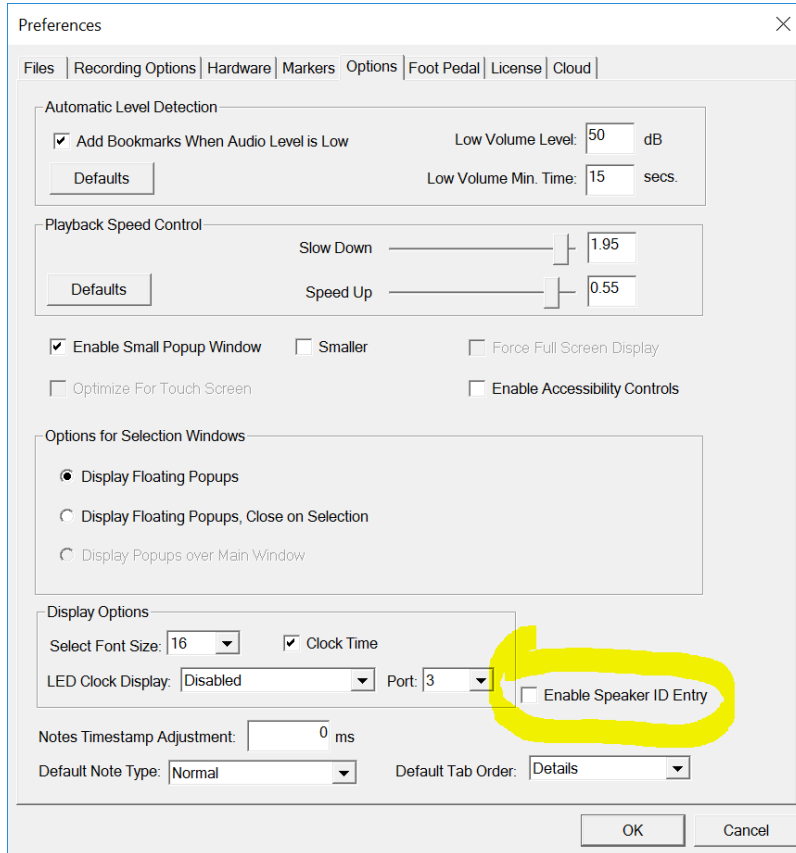 Preferences
Files Recording Options Hardware Markers Options Foot Pedal License Cloud
Automatic Level Detection
Add Bookmarks When Audio Level is Low Low Volume Level: 50 dB
Defaults Low Volume Min. Time: 15 secs.
Playback Speed Control
Slow Down 1.95
Defaults Speed Up 0.55
Enable Small Popup Window Smaller Force Full Screen Display
Optimize For Touch Screen Enable Accessibility Controls
Options for Selection Windows
Display Floating Popups
Display Floating Popups, Close on Selection
Display Popups over Main Window
Display Options
Select Font Size: 16 Clock Time
LED Clock Display: Disabled Port: 3 Enable Speaker ID Entry
Notes Timestamp Adjustment: 0 ms
Default Note Type: Normal Default Tab Order: Details
OK Cancel